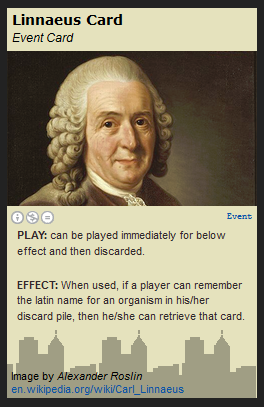 Linnaeus Card
Event Card
Event
PLAY: can be played immediately for below
effect and then discarded.
EFFECT: When used, if a player can remember
the latin name for an organism in his/her
discard pile, then he/she can retrieve that card.
Image by Alexander Roslin
en.wikipedia.org/wiki/Carl_Linnaeus